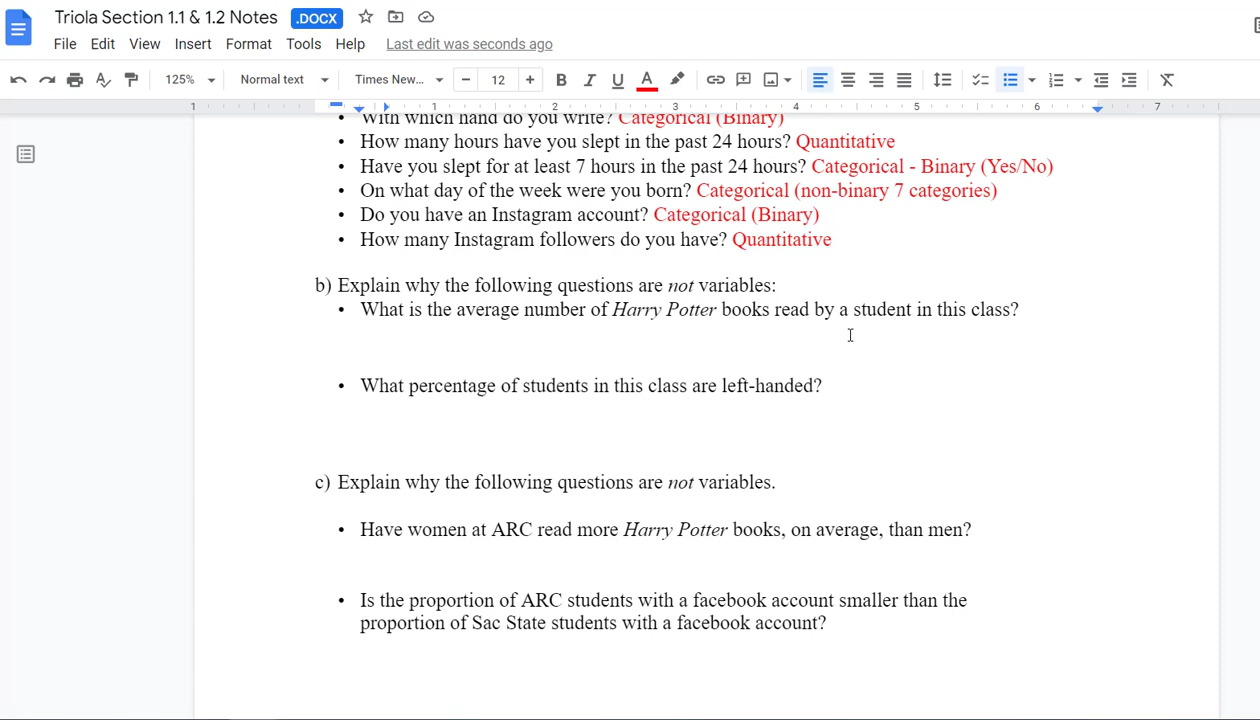 Triola Section 1.1 & 1.2 Notes .DOCX
File Edit View Insert Format Tools Help Last edit was seconds ago
125% Normal text Times New... − 12 + B I U A
1 1 2 3 4 5 6 7
With which hand do you write? Categorical (Binary)
• How many hours have you slept in the past 24 hours? Quantitative
• Have you slept for at least 7 hours in the past 24 hours? Categorical - Binary (Yes/No)
• On what day of the week were you born? Categorical (non-binary 7 categories)
• Do you have an Instagram account? Categorical (Binary)
• How many Instagram followers do you have? Quantitative
b) Explain why the following questions are not variables:
• What is the average number of Harry Potter books read by a student in this class?
• What percentage of students in this class are left-handed?
c) Explain why the following questions are not variables.
• Have women at ARC read more Harry Potter books, on average, than men?
• Is the proportion of ARC students with a facebook account smaller than the
proportion of Sac State students with a facebook account?